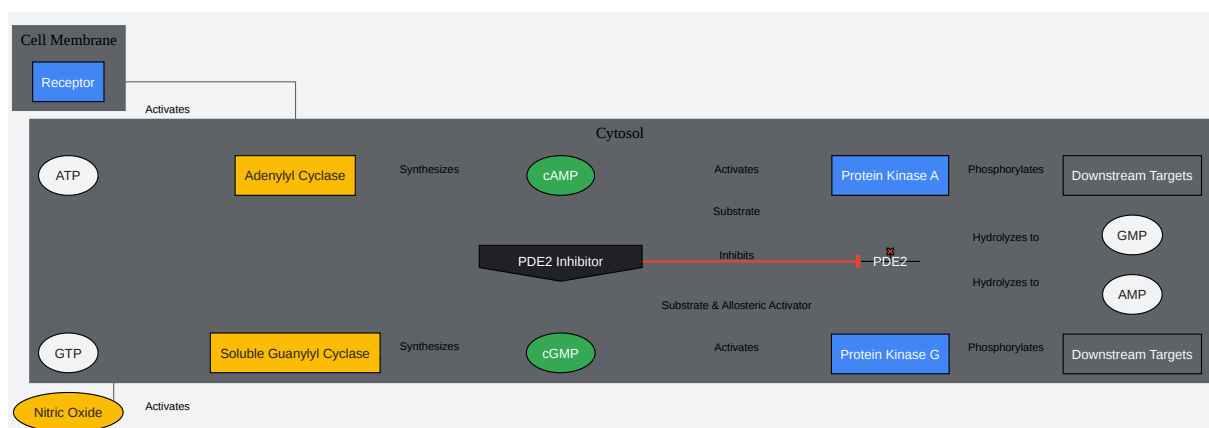 Cell Membrane
Receptor
Activates
Cytosol
ATP
Adenylyl Cyclase
Synthesizes
cAMP
Activates
Protein Kinase A
Phosphorylates
Downstream Targets
Substrate
Hydrolyzes to
GMP
PDE2 Inhibitor
Inhibits
PDE2
Hydrolyzes to
AMP
Substrate & Allosteric Activator
GTP
Soluble Guanylyl Cyclase
Synthesizes
cGMP
Activates
Protein Kinase G
Phosphorylates
Downstream Targets
Nitric Oxide
Activates